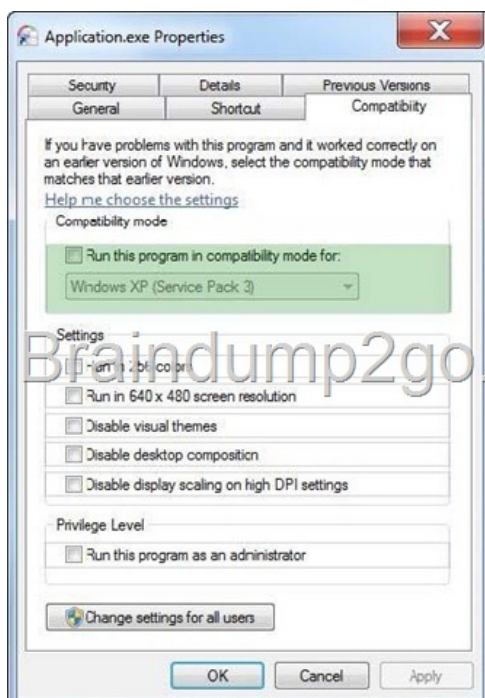 Application.exe Properties
Security Details Previous Versions
General Shortcut Compatibility
If you have problems with this program and it worked correctly on
an earlier version of Windows, select the compatibility mode that
matches that earlier version.
Help me choose the settings
Compatibility mode
Run this program in compatibility mode for:
Windows XP (Service Pack 3)
Settings
Braindump2go
Run in 256 colors
Run in 640 x 480 screen resolution
Disable visual themes
Disable desktop composition
Disable display scaling on high DPI settings
Privilege Level
Run this program as an administrator
Change settings for all users
OK Cancel Apply